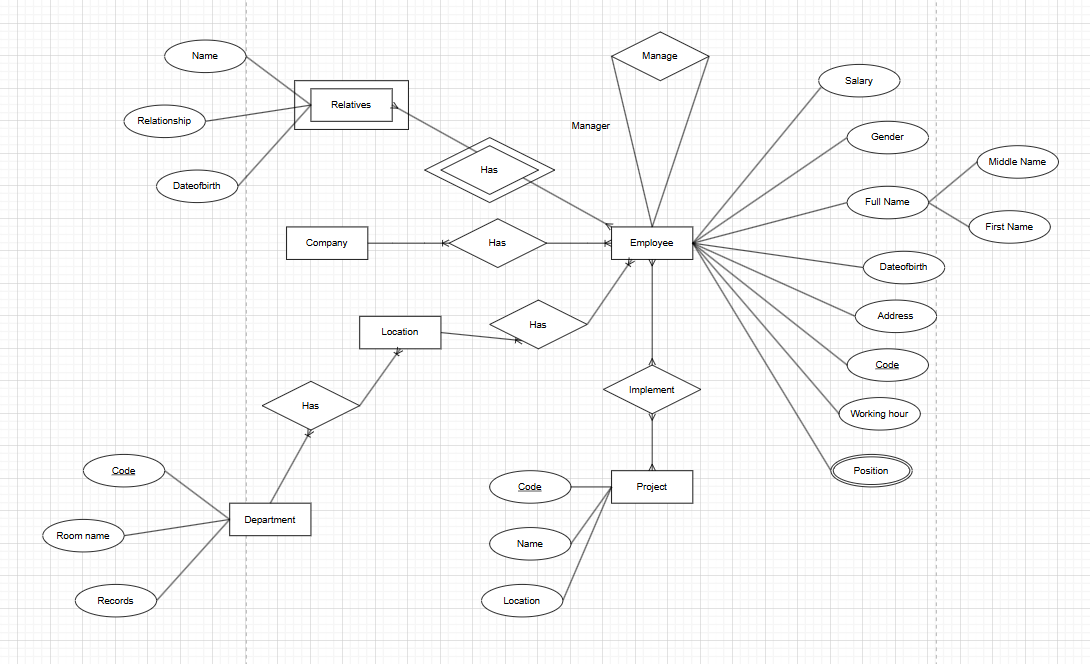 Name
Manage
Salary
Relatives
Relationship
Manager
Gender
Middle Name
Has
Dateofbirth
Full Name
First Name
Company
Has
Employee
Dateofbirth
Address
Location
Has
Code
Implement
Has
Working hour
Code
Position
Code
Project
Department
Room name
Name
Records
Location